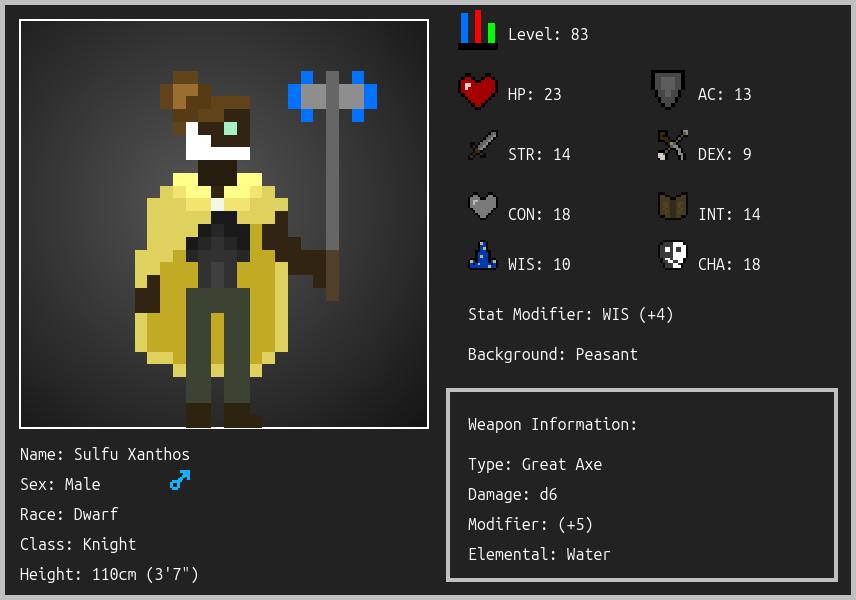 Level: 83
HP: 23
AC: 13
STR: 14
DEX: 9
CON: 18
INT: 14
WIS: 10
CHA: 18
Stat Modifier: WIS (+4)
Background: Peasant
Weapon Information:
Type: Great Axe
Damage: d6
Modifier: (+5)
Elemental: Water
Name: Sulfu Xanthos
Sex: Male
Race: Dwarf
Class: Knight
Height: 110cm (3'7")